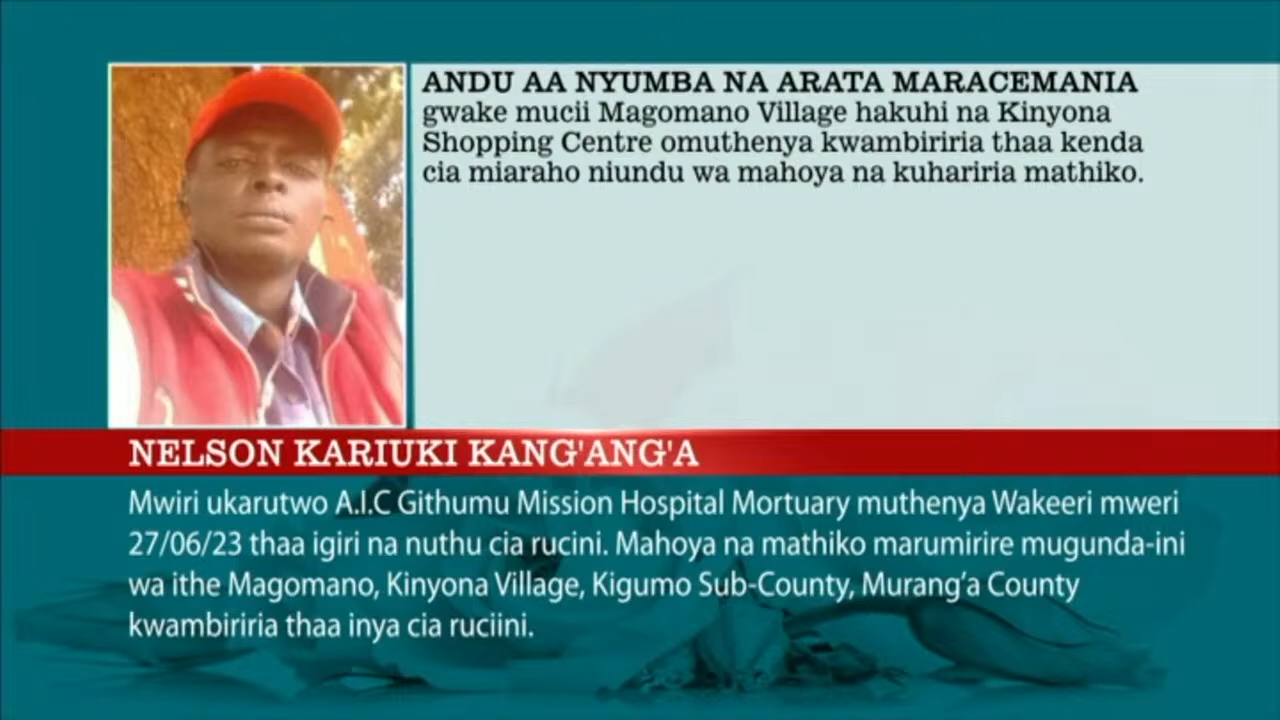 ANDU AA NYUMBA NA ARATA MARACEMANIA
gwake mucii Magomano Village hakuhi na Kinyona
Shopping Centre omuthenya kwambiriria thaa kenda
cia miaraho niundu wa mahoya na kuhariria mathiko.
NELSON KARIUKI KANG'ANG'A
Mwiri ukarutwo A.I.C Githumu Mission Hospital Mortuary muthenya Wakeeri mweri
27/06/23 thaa igiri na nuthu cia rucini. Mahoya na mathiko marumirire mugunda-ini
wa ithe Magomano, Kinyona Village, Kigumo Sub-County, Murang’a County
kwambiriria thaa inya cia ruciini.